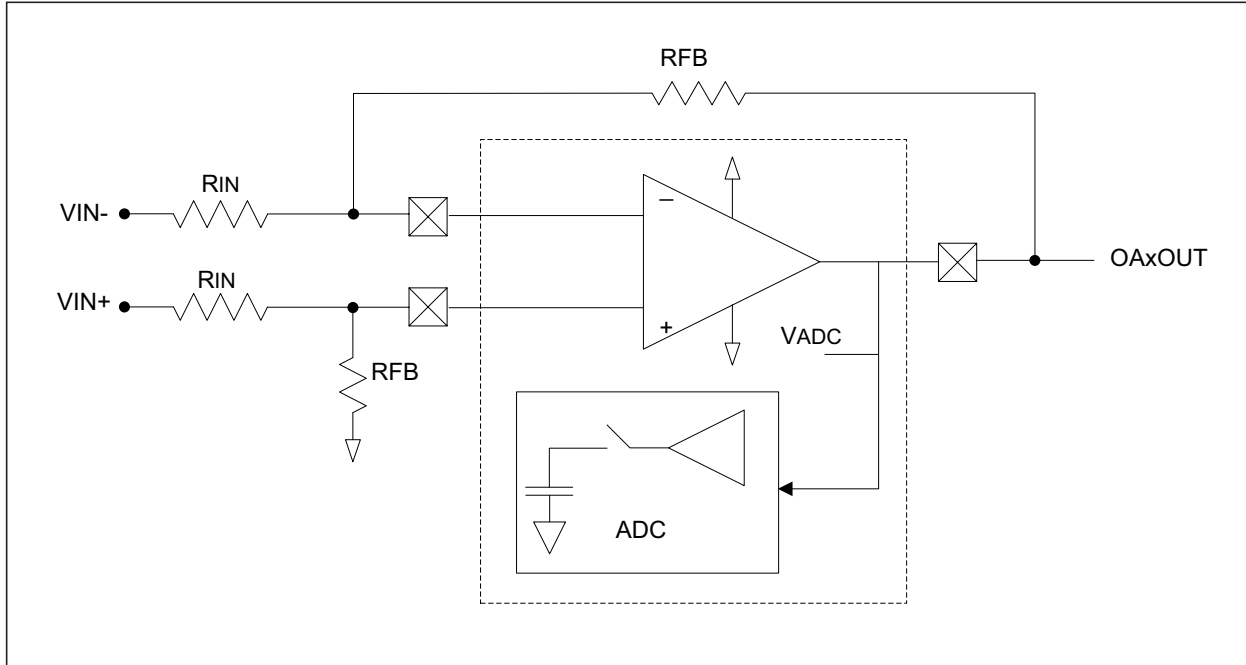 RFB
RIN
VIN-
−
OAxOUT
RIN
VIN+
+
VADC
RFB
ADC